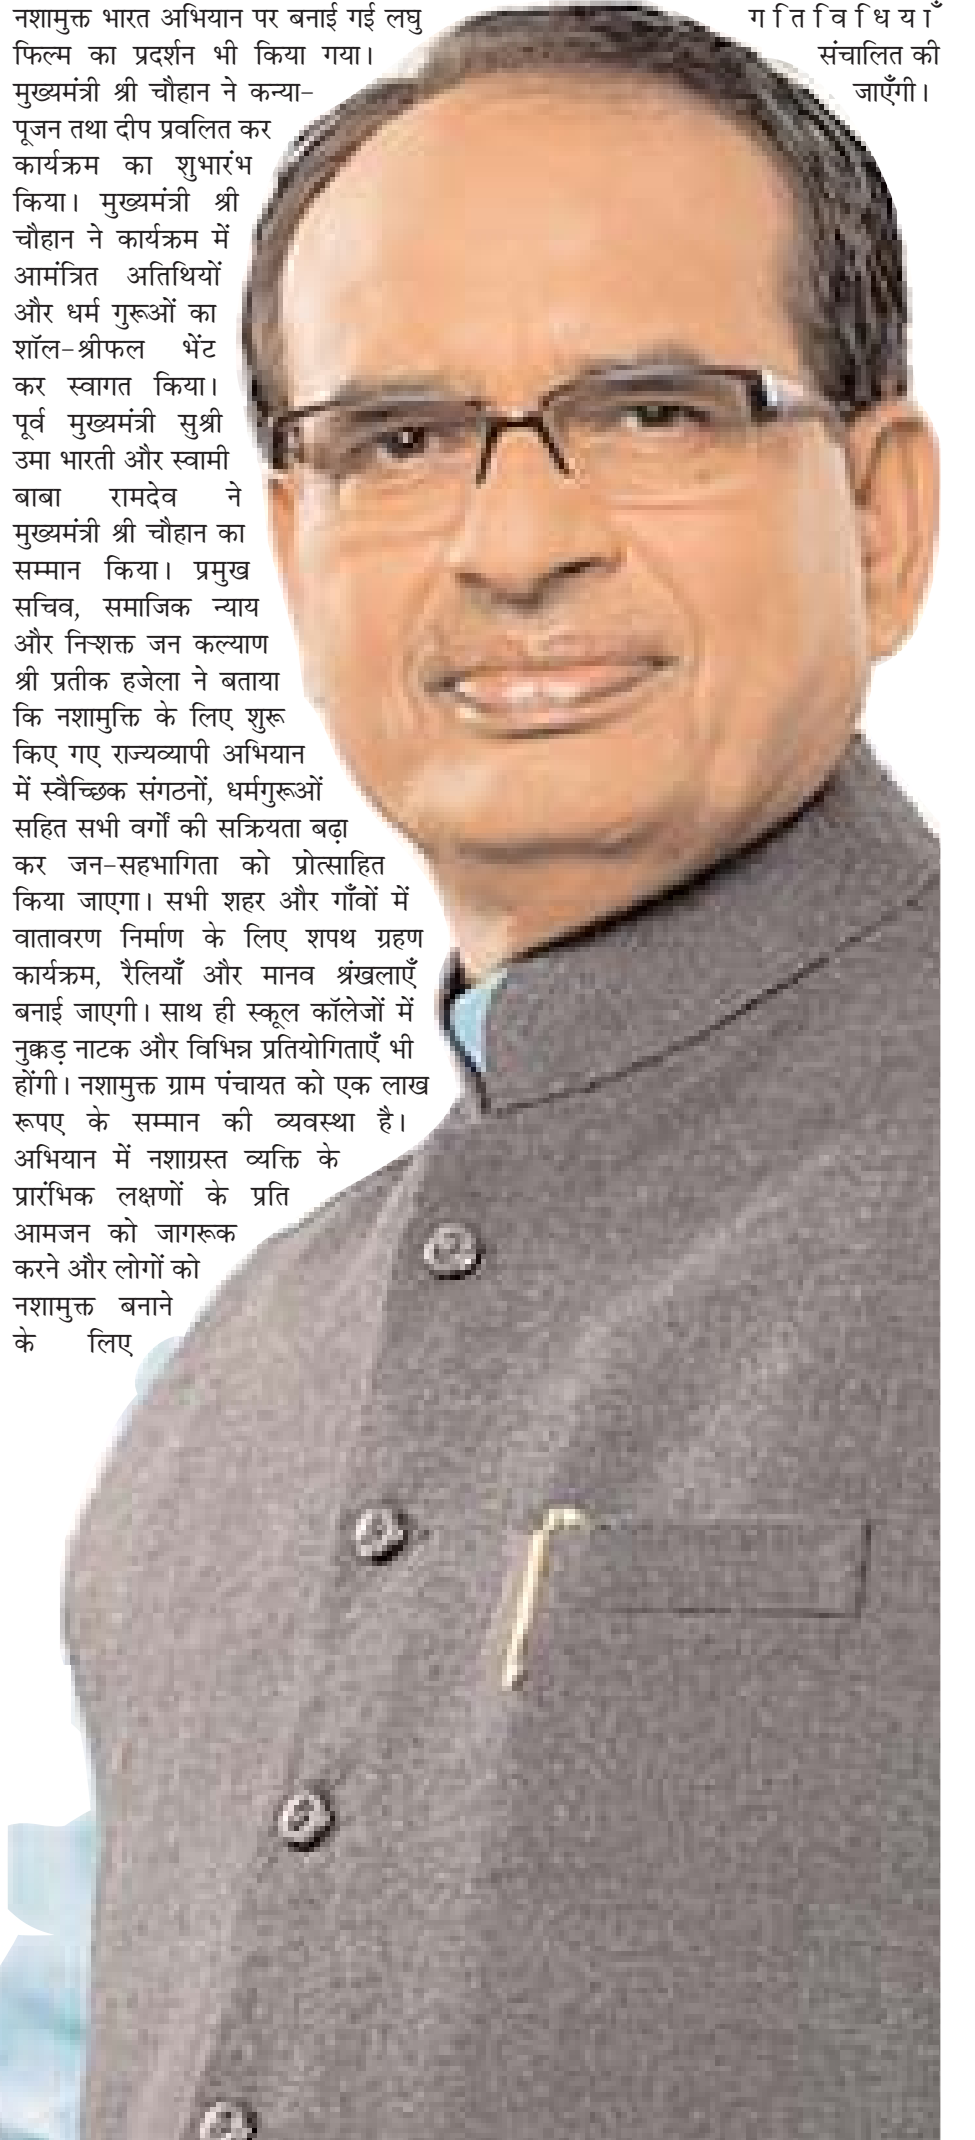 नशामुक्त भारत अभियान पर बनाई गई लघु
फिल्म का प्रदर्शन भी किया गया।
मुख्यमंत्री श्री चौहान ने कन्या-
पूजन तथा दीप प्रवलित कर
कार्यक्रम का शुभारंभ
किया। मुख्यमंत्री श्री
चौहान ने कार्यक्रम में
आमंत्रित अतिथियों
और धर्म गुरूओं का
शॉल-श्रीफल भेंट
कर स्वागत किया।
पूर्व मुख्यमंत्री सुश्री
उमा भारती और स्वामी
बाबा रामदेव ने
मुख्यमंत्री श्री चौहान का
सम्मान किया। प्रमुख
सचिव, समाजिक न्याय
और निःशक्त जन कल्याण
श्री प्रतीक हजेला ने बताया
कि नशामुक्ति के लिए शुरू
किए गए राज्यव्यापी अभियान
में स्वैच्छिक संगठनों, धर्मगुरूओं
सहित सभी वर्गों की सक्रियता बढ़ा
कर जन-सहभागिता को प्रोत्साहित
किया जाएगा। सभी शहर और गाँवों में
वातावरण निर्माण के लिए शपथ ग्रहण
कार्यक्रम, रैलियाँ और मानव श्रंखलाएँ
बनाई जाएगी। साथ ही स्कूल कॉलेजों में
नुक्कड़ नाटक और विभिन्न प्रतियोगिताएँ भी
होंगी। नशामुक्त ग्राम पंचायत को एक लाख
रूपए के सम्मान की व्यवस्था है।
अभियान में नशाग्रस्त व्यक्ति के
प्रारंभिक लक्षणों के प्रति
आमजन को जागरूक
करने और लोगों को
नशामुक्त बनाने
के लिए
गतिविधियाँ
संचालित की
जाएँगी।